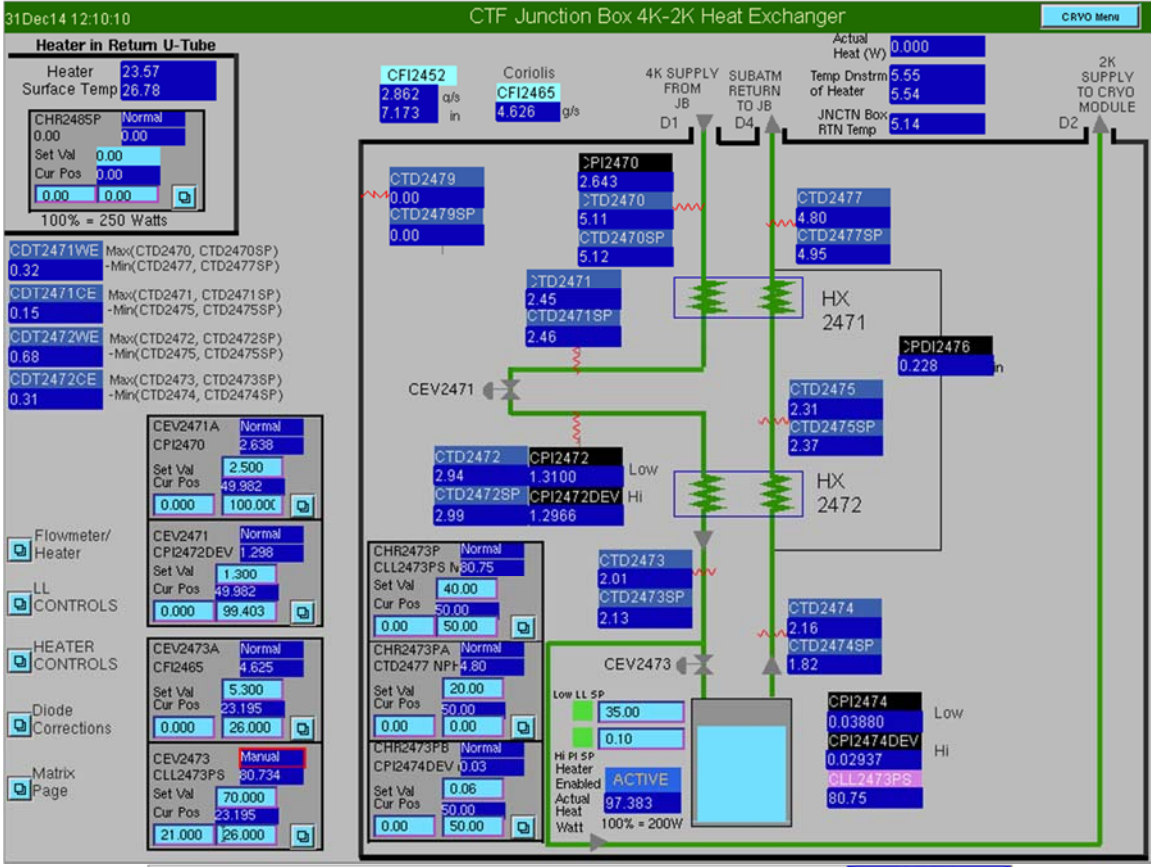 31Dec14 12:10:10
CTF Junction Box 4K-2K Heat Exchanger
CRYO Menu
Heater in Return U-Tube
Heater 23.57
Surface Temp 26.78
CHR2485P Normal
0.00 0.00
Set Val 0.00
Cur Pos 0.00
0.00 0.00
100% = 250 Watts
CFI2452
2.862 g/s
7.173 in
Coriolis
CFI2465
4.626 g/s
4K SUPPLY
FROM
JB
D1
SUBATM
RETURN
TO JB
D4
Actual
Heat (W) 0.000
Temp Dnstrm 5.55
of Heater 5.54
JNCTN Box
RTN Temp 5.14
2K
SUPPLY
TO CRYO
MODULE
D2
CDT2471WE Max(CTD2470, CTD2470SP)
0.32 -Min(CTD2477, CTD2477SP)
CDT2471CE Max(CTD2471, CTD2471SP)
0.15 -Min(CTD2475, CTD2475SP)
CDT2472WE Max(CTD2472, CTD2472SP)
0.68 -Min(CTD2475, CTD2475SP)
CDT2472CE Max(CTD2473, CTD2473SP)
0.31 -Min(CTD2474, CTD2474SP)
CTD2479
0.00
CTD2479SP
0.00
CPI2470
2.643
CTD2470
5.11
CTD2470SP
5.12
CTD2477
4.80
CTD2477SP
4.95
CTD2471
2.45
CTD2471SP
2.46
HX
2471
CPDI2476
0.228 in
CEV2471
CTD2475
2.31
CTD2475SP
2.37
CTD2472 CPI2472
2.94 1.3100 Low
CTD2472SP CPI2472DEV Hi
2.99 1.2966
HX
2472
CEV2471A Normal
CPI2470 2.638
Set Val 2.500
Cur Pos 49.982
0.000 100.00(
CEV2471 Normal
CPI2472DEV 1.298
Set Val 1.300
Cur Pos 49.982
0.000 99.403
CEV2473A Normal
CFI2465 4.625
Set Val 5.300
Cur Pos 23.195
0.000 26.000
CEV2473 Manual
CLL2473PS 80.734
Set Val 70.000
Cur Pos 23.195
21.000 26.000
Flowmeter/
Heater
LL
CONTROLS
HEATER
CONTROLS
Diode
Corrections
Matrix
Page
CHR2473P Normal
CLL2473PS N 80.75
Set Val 40.00
Cur Pos 50.00
0.00 50.00
CHR2473PA Normal
CTD2477 NPH 4.80
Set Val 20.00
Cur Pos 50.00
0.00 0.00
CHR2473PB Normal
CPI2474DEV 0.03
Set Val 0.06
Cur Pos 50.00
0.00 50.00
CTD2473
2.01
CTD2473SP
2.13
CTD2474
2.16
CTD2474SP
1.82
CEV2473
Low LL SP
35.00
0.10
Hi PI SP
Heater
Enabled ACTIVE
Actual
Heat 97.383
Watt 100% = 200W
CPI2474
0.03880 Low
CPI2474DEV
0.02937 Hi
CLL2473PS
80.75